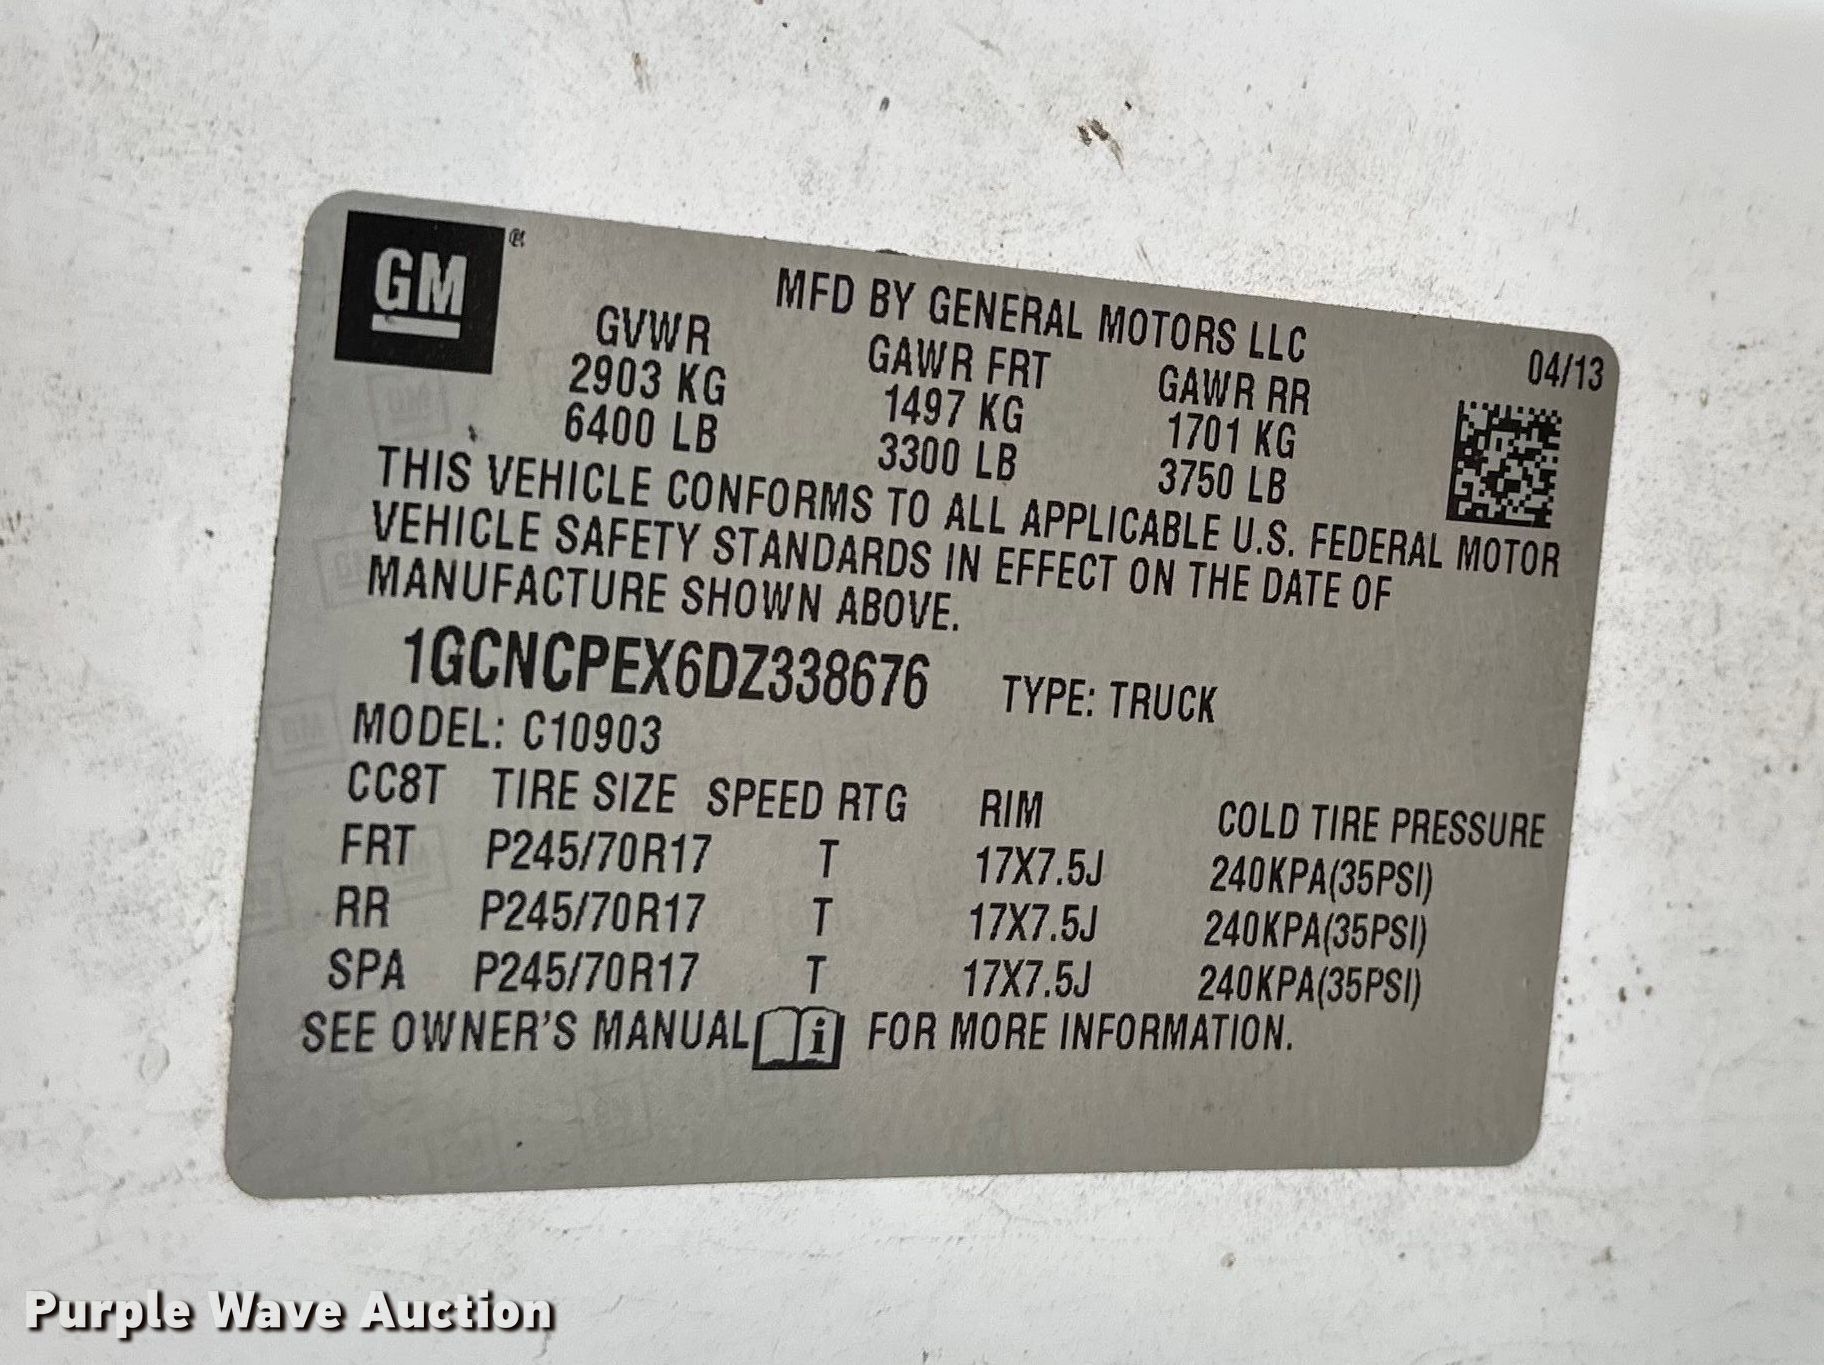 GM ®
MFD BY GENERAL MOTORS LLC
04/13
GVWR GAWR FRT GAWR RR
2903 KG 1497 KG 1701 KG
6400 LB 3300 LB 3750 LB
THIS VEHICLE CONFORMS TO ALL APPLICABLE U.S. FEDERAL MOTOR
VEHICLE SAFETY STANDARDS IN EFFECT ON THE DATE OF
MANUFACTURE SHOWN ABOVE.
1GCNCPEX6DZ338676 TYPE: TRUCK
MODEL: C10903
CC8T TIRE SIZE SPEED RTG RIM COLD TIRE PRESSURE
FRT P245/70R17 T 17X7.5J 240KPA(35PSI)
RR P245/70R17 T 17X7.5J 240KPA(35PSI)
SPA P245/70R17 T 17X7.5J 240KPA(35PSI)
SEE OWNER'S MANUAL i FOR MORE INFORMATION.
Purple Wave Auction